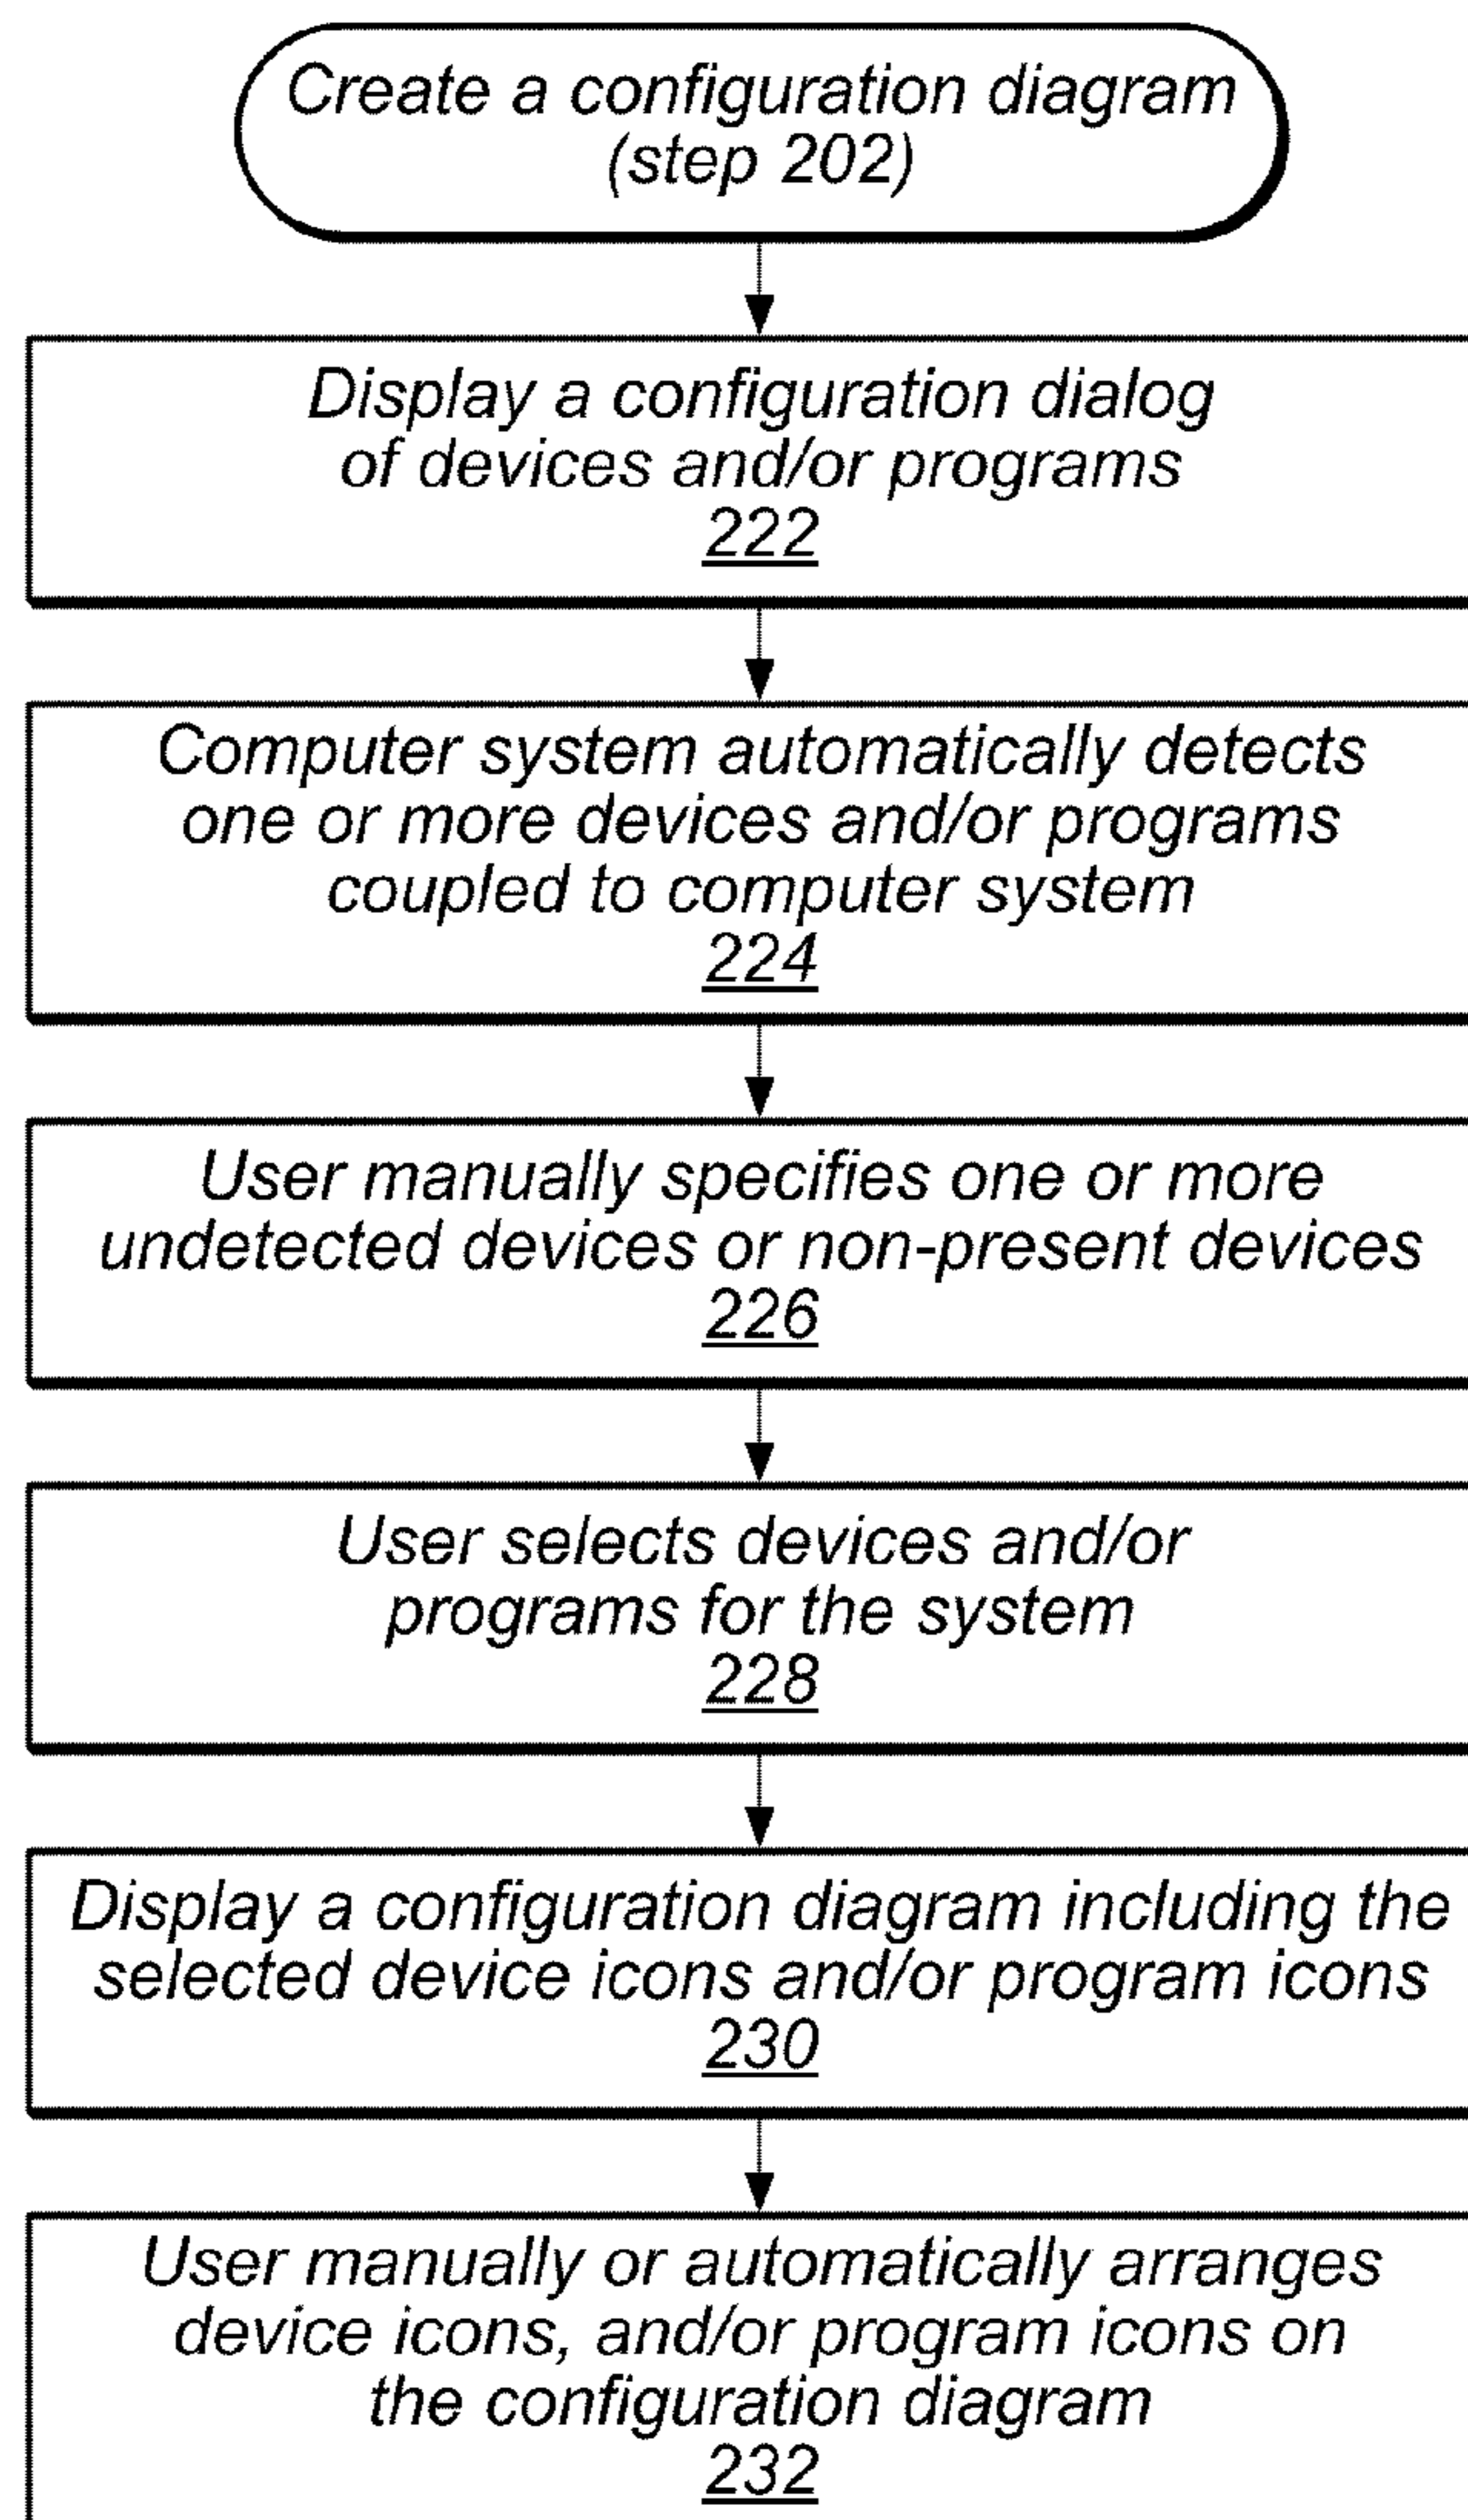 Create a configuration diagram
(step 202)
Display a configuration dialog
of devices and/or programs
222
Computer system automatically detects
one or more devices and/or programs
coupled to computer system
224
User manually specifies one or more
undetected devices or non-present devices
226
User selects devices and/or
programs for the system
228
Display a configuration diagram including the
selected device icons and/or program icons
230
User manually or automatically arranges
device icons, and/or program icons on
the configuration diagram
232